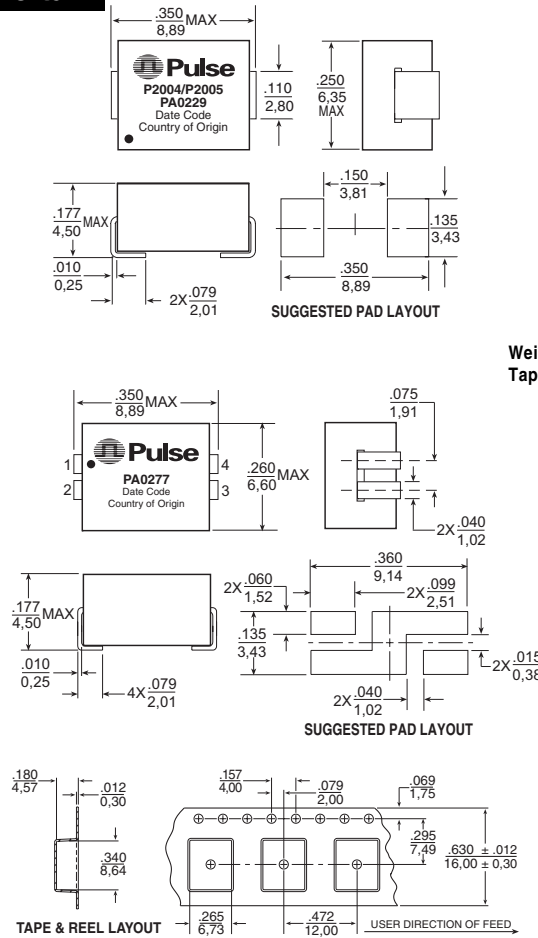 .350
8,89
MAX
Pulse
P2004/P2005
PA0229
Date Code
Country of Origin
.110
2,80
.250
6,35
MAX
.177
4,50
MAX
.010
0,25
2X .079
2,01
.150
3,81
.135
3,43
.350
8,89
SUGGESTED PAD LAYOUT
Wei
Tap
.350
8,89
MAX
1
2
Pulse
PA0277
Date Code
Country of Origin
4
3
.260
6,60
MAX
.075
1,91
2X .040
1,02
.177
4,50
MAX
.010
0,25
4X .079
2,01
.360
9,14
2X .060
1,52
2X .099
2,51
.135
3,43
2X .015
0,38
2X .040
1,02
SUGGESTED PAD LAYOUT
.180
4,57
.012
0,30
.340
8,64
TAPE & REEL LAYOUT
.157
4,00
.079
2,00
.069
1,75
.295
7,49
.630 ± .012
16,00 ± 0,30
.265
6,73
.472
12,00
USER DIRECTION OF FEED